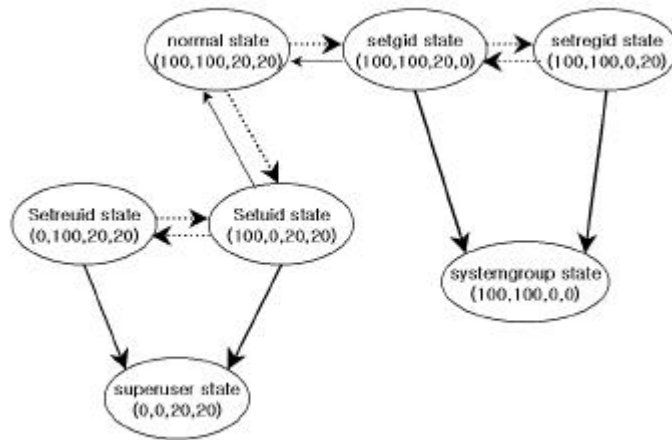 normal state
(100,100,20,20)
setgid state
(100,100,20,0)
setregid state
(100,100,0,20)
Setreuid state
(0,100,20,20)
Setuid state
(100,0,20,20)
systemgroup state
(100,100,0,0)
superuser state
(0,0,20,20)